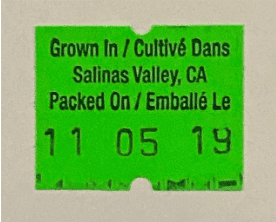 Grown In / Cultivé Dans
Salinas Valley, CA
Packed On / Emballé Le
11 05 19